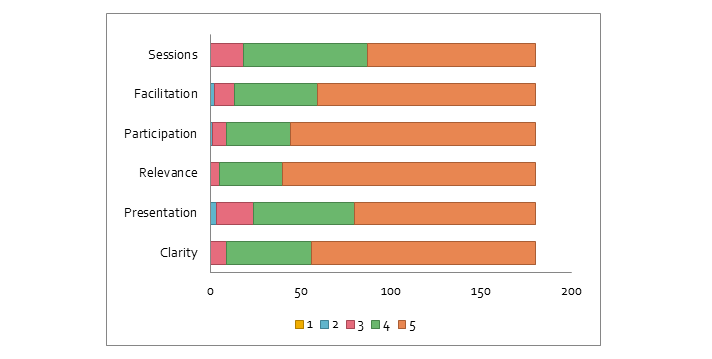 Sessions
Facilitation
Participation
Relevance
Presentation
Clarity
0 50 100 150 200
1 2 3 4 5